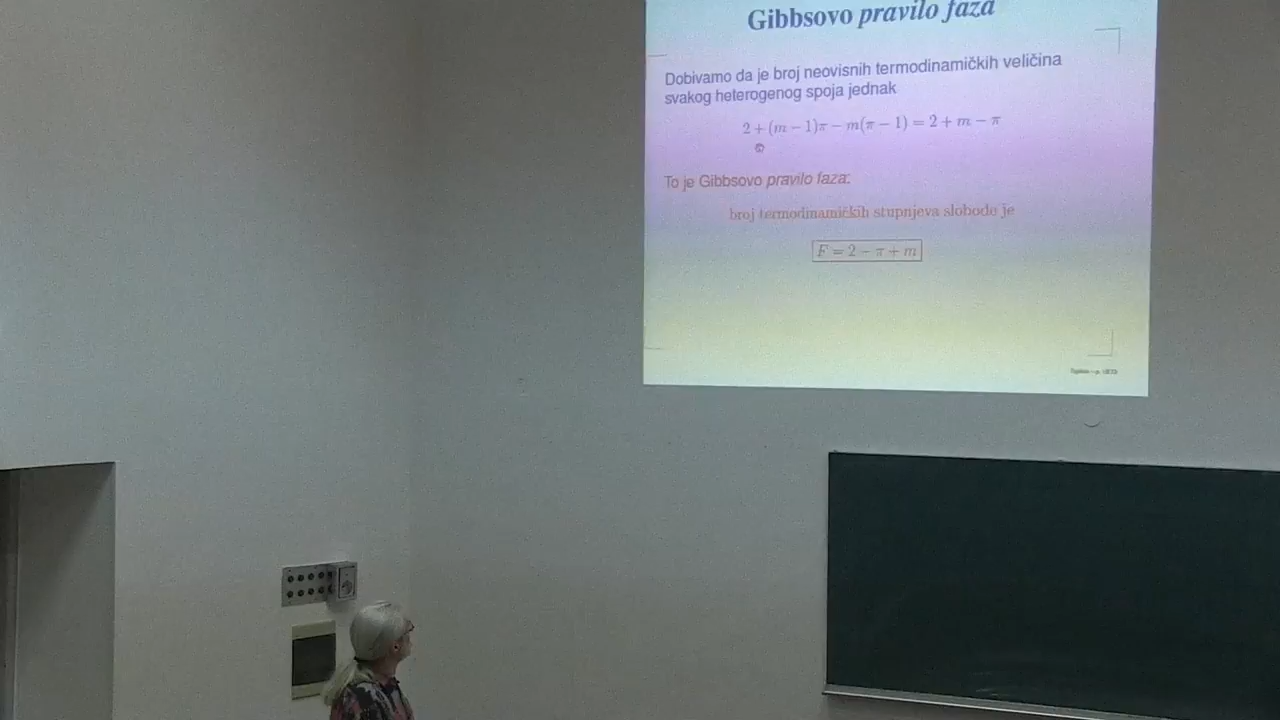 Gibbsovo pravilo faza
Dobivamo da je broj neovisnih termodinamičkih veličina
svakog heterogenog spoja jednak
2 + (m − 1)π − m(π − 1) = 2 + m − π
To je Gibbsovo pravilo faza:
broj termodinamičkih stupnjeva slobode je
F = 2 − π + m